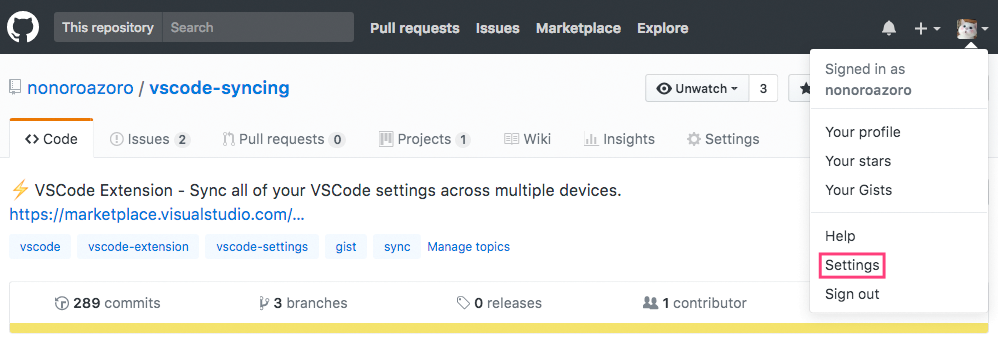 This repository Search Pull requests Issues Marketplace Explore
Signed in as
nonoroazoro
nonoroazoro / vscode-syncing Unwatch 3
Your profile
Your stars
Your Gists
Help
Settings
Sign out
Code Issues 2 Pull requests 0 Projects 1 Wiki Insights Settings
VSCode Extension - Sync all of your VSCode settings across multiple devices.
https://marketplace.visualstudio.com/...
vscode vscode-extension vscode-settings gist sync Manage topics
289 commits 3 branches 0 releases 1 contributor